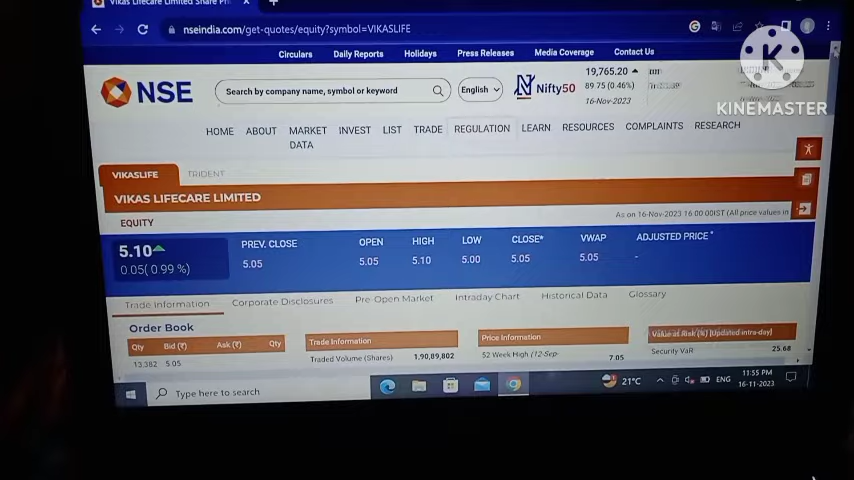 Vikas Lifecare Limited Share Pri
nseindia.com/get-quotes/equity?symbol=VIKASLIFE
Circulars Daily Reports Holidays Press Releases Media Coverage Contact Us
NSE
Search by company name, symbol or keyword
English
Nifty50
19,765.20
89.75 (0.46%)
16-Nov-2023
K
KINEMASTER
HOME ABOUT MARKET DATA INVEST LIST TRADE REGULATION LEARN RESOURCES COMPLAINTS RESEARCH
VIKASLIFE TRIDENT
VIKAS LIFECARE LIMITED
EQUITY
As on 16-Nov-2023 16:00:00IST (All price values in
5.10
0.05( 0.99 %)
PREV. CLOSE OPEN HIGH LOW CLOSE* VWAP ADJUSTED PRICE*
5.05 5.05 5.10 5.00 5.05 5.05 -
Trade Information Corporate Disclosures Pre-Open Market Intraday Chart Historical Data Glossary
Order Book
Qty Bid (₹) Ask (₹) Qty
13,382 5.05
Trade Information
Traded Volume (Shares) 1,90,89,802
Price Information
52 Week High (12-Sep- 7.05
Value at Risk (%) [Updated intra-day]
Security VaR 25.68
Type here to search
21°C
ENG
11:55 PM
16-11-2023